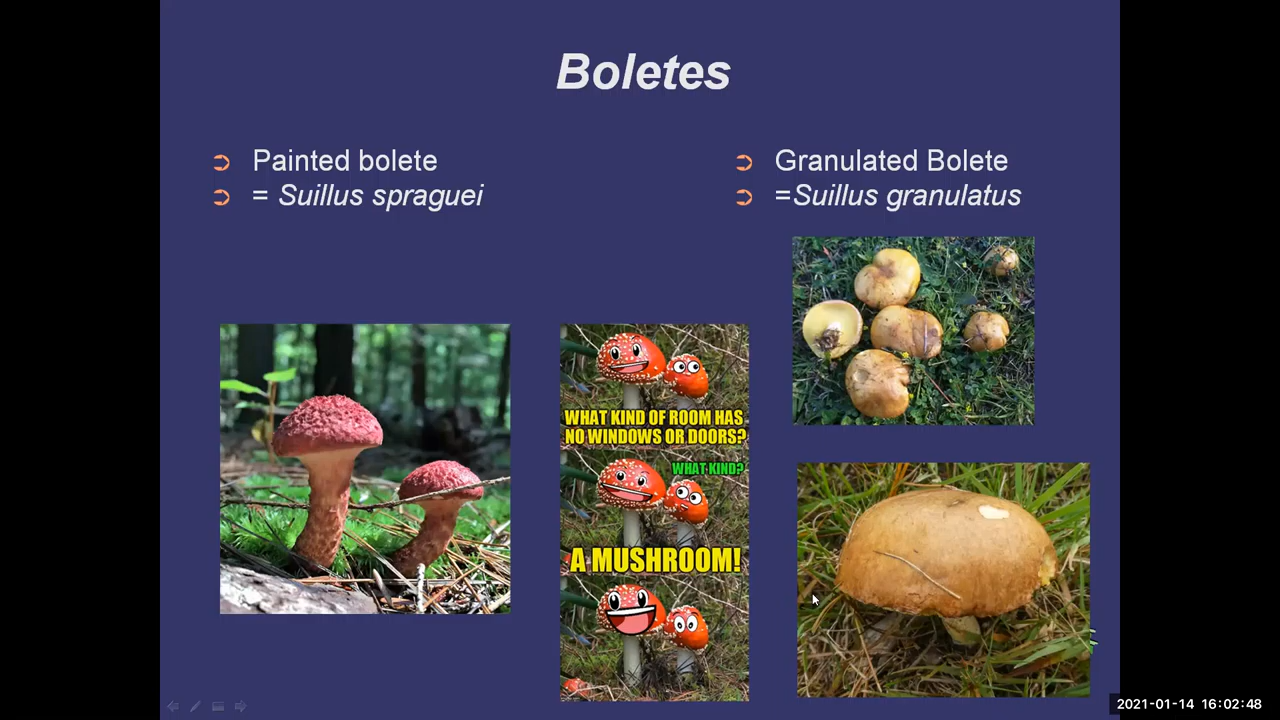 Boletes
Painted bolete
= Suillus spraguei
Granulated Bolete
=Suillus granulatus
WHAT KIND OF ROOM HAS
NO WINDOWS OR DOORS?
WHAT KIND?
A MUSHROOM!
2021-01-14 16:02:48